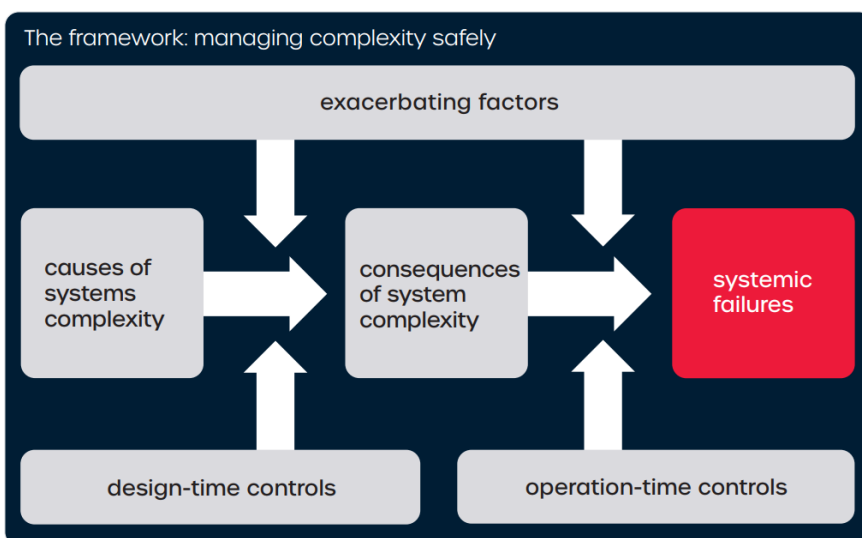 The framework: managing complexity safely
exacerbating factors
causes of
systems
complexity
consequences
of system
complexity
systemic
failures
design-time controls
operation-time controls